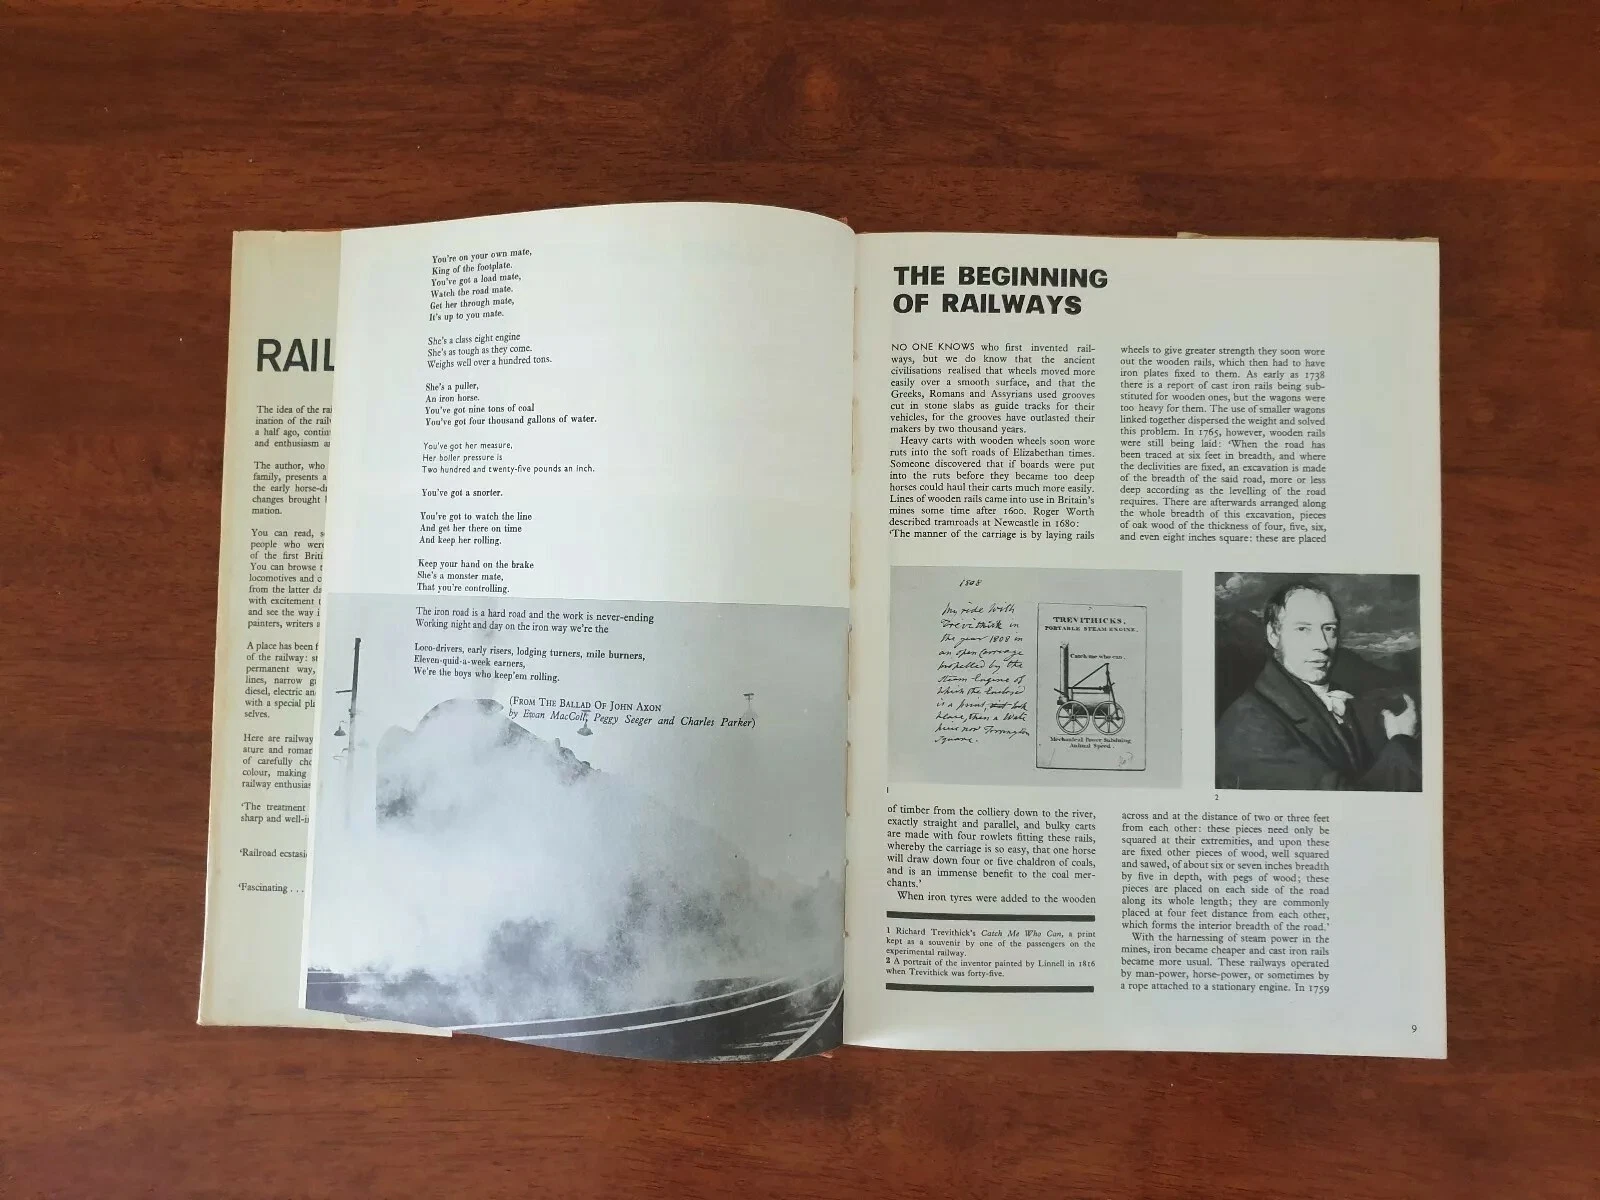 RAIL
The idea of the rai
ination of the railw
a half ago, contin
and enthusiasm a
The author, who
family, presents a
the early horse-dr
changes brought
mation.
You can read, s
people who were
of the first Briti
You can browse
locomotives and c
from the latter da
with excitement
and see the way i
painters, writers a
A place has been f
of the railway: st
permanent way,
lines, narrow g
diesel, electric an
with a special pl
selves.
Here are railway
ature and roman
of carefully cho
colour, making
railway enthusias
'The treatment
sharp and well-i
'Railroad ecstasi
'Fascinating . . .
You're on your own mate,
King of the footplate.
You've got a load mate,
Watch the road mate.
Get her through mate,
It's up to you mate.
She's a class eight engine
She's as tough as they come.
Weighs well over a hundred tons.
She's a puller,
An iron horse.
You've got nine tons of coal
You've got four thousand gallons of water.
You've got her measure,
Her boiler pressure is
Two hundred and twenty-five pounds an inch.
You've got a snorter.
You've got to watch the line
And get her there on time
And keep her rolling.
Keep your hand on the brake
She's a monster mate,
That you're controlling.
The iron road is a hard road and the work is never-ending
Working night and day on the iron way we're the
Loco-drivers, early risers, lodging turners, mile burners,
Eleven-quid-a-week earners,
We're the boys who keep'em rolling.
(FROM THE BALLAD OF JOHN AXON
by Ewan MacColl, Peggy Seeger and Charles Parker)
THE BEGINNING
OF RAILWAYS
NO ONE KNOWS who first invented rail-
ways, but we do know that the ancient
civilisations realised that wheels moved more
easily over a smooth surface, and that the
Greeks, Romans and Assyrians used grooves
cut in stone slabs as guide tracks for their
vehicles, for the grooves have outlasted their
makers by two thousand years.
Heavy carts with wooden wheels soon wore
ruts into the soft roads of Elizabethan times.
Someone discovered that if boards were put
into the ruts before they became too deep
horses could haul their carts much more easily.
Lines of wooden rails came into use in Britain's
mines some time after 1600. Roger Worth
described tramroads at Newcastle in 1680:
'The manner of the carriage is by laying rails
1808
My ride with
Trevithick in
the year 1808 in
an open carriage
propelled by the
steam Engine of
which the enclosed
is a print, took
place, then a Waste
Square.
TREVITHICKS,
PORTABLE STEAM ENGINE.
Catch me who can.
Mechanical Power Subduing
Animal Speed.
1
of timber from the colliery down to the river,
exactly straight and parallel, and bulky carts
are made with four rowlets fitting these rails,
whereby the carriage is so easy, that one horse
will draw down four or five chaldron of coals,
and is an immense benefit to the coal mer-
chants.'
When iron tyres were added to the wooden
1 Richard Trevithick's Catch Me Who Can, a print
kept as a souvenir by one of the passengers on the
experimental railway.
2 A portrait of the inventor painted by Linnell in 1816
when Trevithick was forty-five.
wheels to give greater strength they soon wore
out the wooden rails, which then had to have
iron plates fixed to them. As early as 1738
there is a report of cast iron rails being sub-
stituted for wooden ones, but the wagons were
too heavy for them. The use of smaller wagons
linked together dispersed the weight and solved
this problem. In 1765, however, wooden rails
were still being laid: 'When the road has
been traced at six feet in breadth, and where
the declivities are fixed, an excavation is made
of the breadth of the said road, more or less
deep according as the levelling of the road
requires. There are afterwards arranged along
the whole breadth of this excavation, pieces
of oak wood of the thickness of four, five, six,
and even eight inches square: these are placed
2
across and at the distance of two or three feet
from each other: these pieces need only be
squared at their extremities, and upon these
are fixed other pieces of wood, well squared
and sawed, of about six or seven inches breadth
by five in depth, with pegs of wood; these
pieces are placed on each side of the road
along its whole length; they are commonly
placed at four feet distance from each other,
which forms the interior breadth of the road.'
With the harnessing of steam power in the
mines, iron became cheaper and cast iron rails
became more usual. These railways operated
by man-power, horse-power, or sometimes by
a rope attached to a stationary engine. In 1759
9